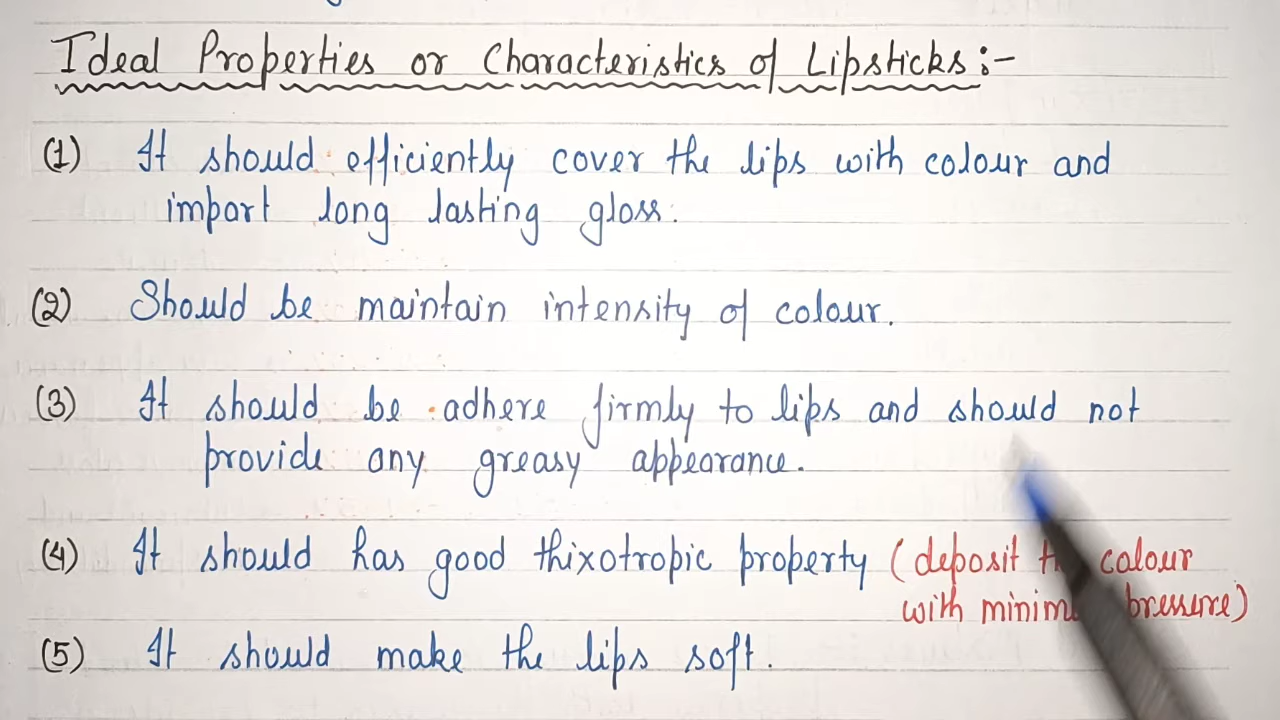 Ideal Properties or Characteristics of Lipsticks:-
(1) It should efficiently cover the lips with colour and
impart long lasting gloss.
(2) Should be maintain intensity of colour.
(3) It should be adhere firmly to lips and should not
provide any greasy appearance.
(4) It should has good thixotropic property (deposit colour
with pressure)
(5) It should make the lips soft.